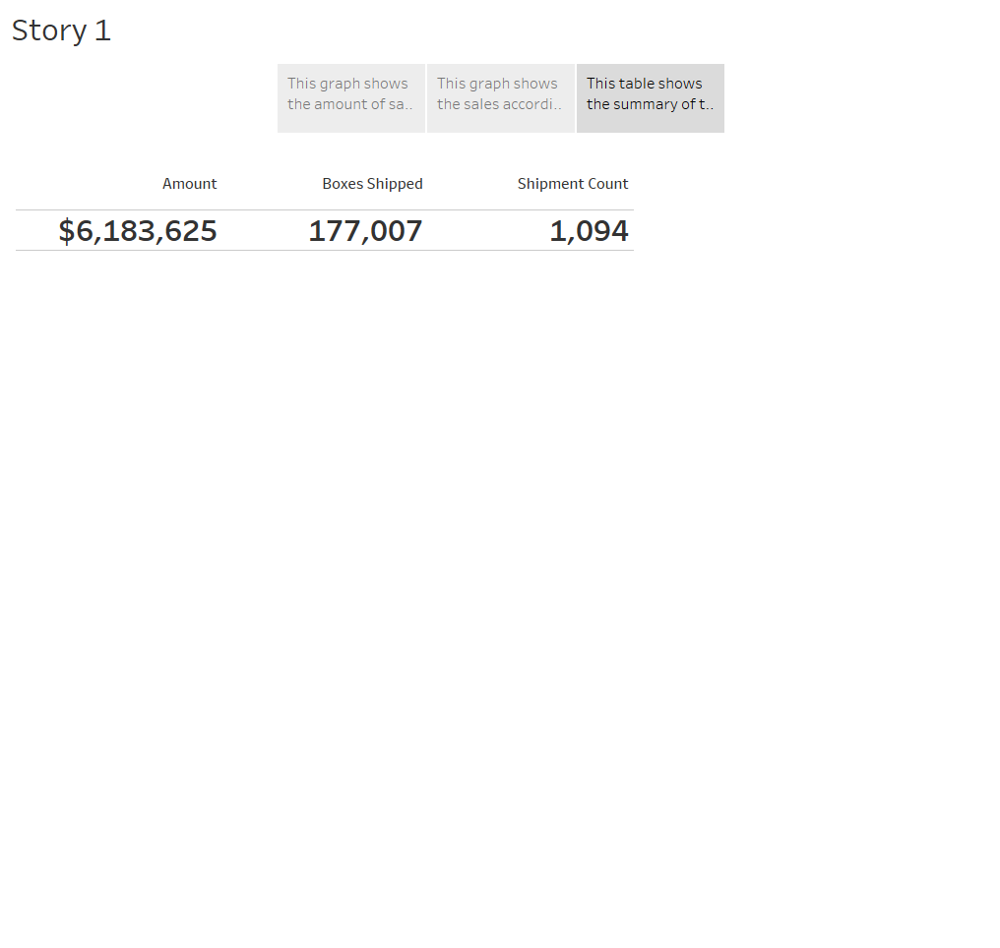 Story 1
This graph shows
the amount of sa..
This graph shows
the sales accordi..
This table shows
the summary of t..
Amount Boxes Shipped Shipment Count
$6,183,625 177,007 1,094